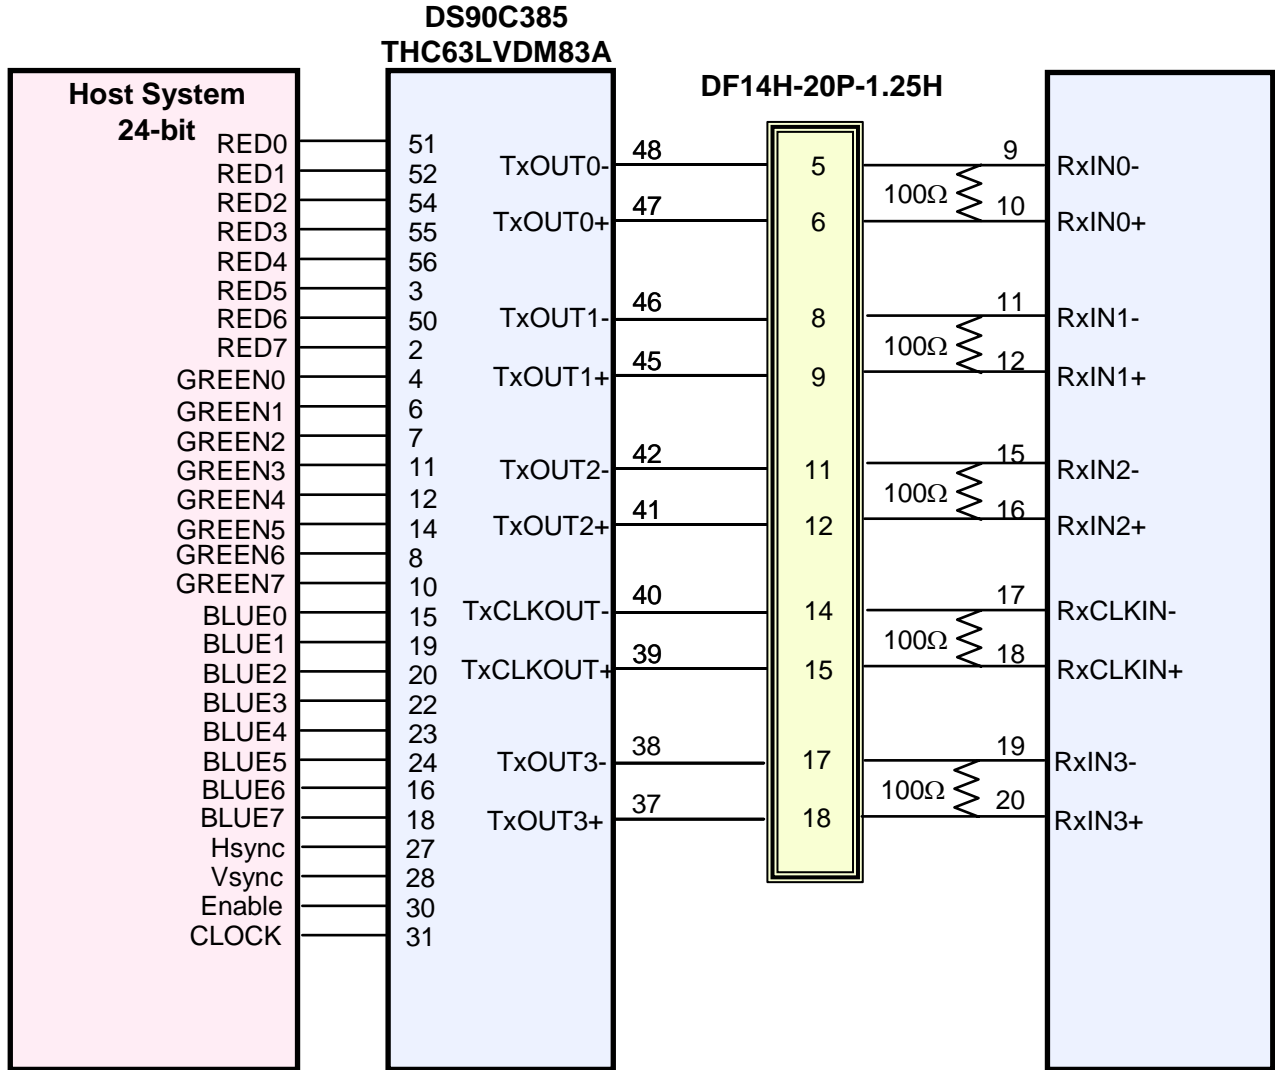 DS90C385
THC63LVDM83A
Host System
24-bit
DF14H-20P-1.25H
RED0
RED1
RED2
RED3
RED4
RED5
RED6
RED7
GREEN0
GREEN1
GREEN2
GREEN3
GREEN4
GREEN5
GREEN6
GREEN7
BLUE0
BLUE1
BLUE2
BLUE3
BLUE4
BLUE5
BLUE6
BLUE7
Hsync
Vsync
Enable
CLOCK
51
52
54
55
56
3
50
2
4
6
7
11
12
14
8
10
15
19
20
22
23
24
16
18
27
28
30
31
TxOUT0-
TxOUT0+
TxOUT1-
TxOUT1+
TxOUT2-
TxOUT2+
TxCLKOUT-
TxCLKOUT+
TxOUT3-
TxOUT3+
48
47
46
45
42
41
40
39
38
37
5
6
8
9
11
12
14
15
17
18
100Ω
100Ω
100Ω
100Ω
100Ω
9
10
11
12
15
16
17
18
19
20
RxIN0-
RxIN0+
RxIN1-
RxIN1+
RxIN2-
RxIN2+
RxCLKIN-
RxCLKIN+
RxIN3-
RxIN3+